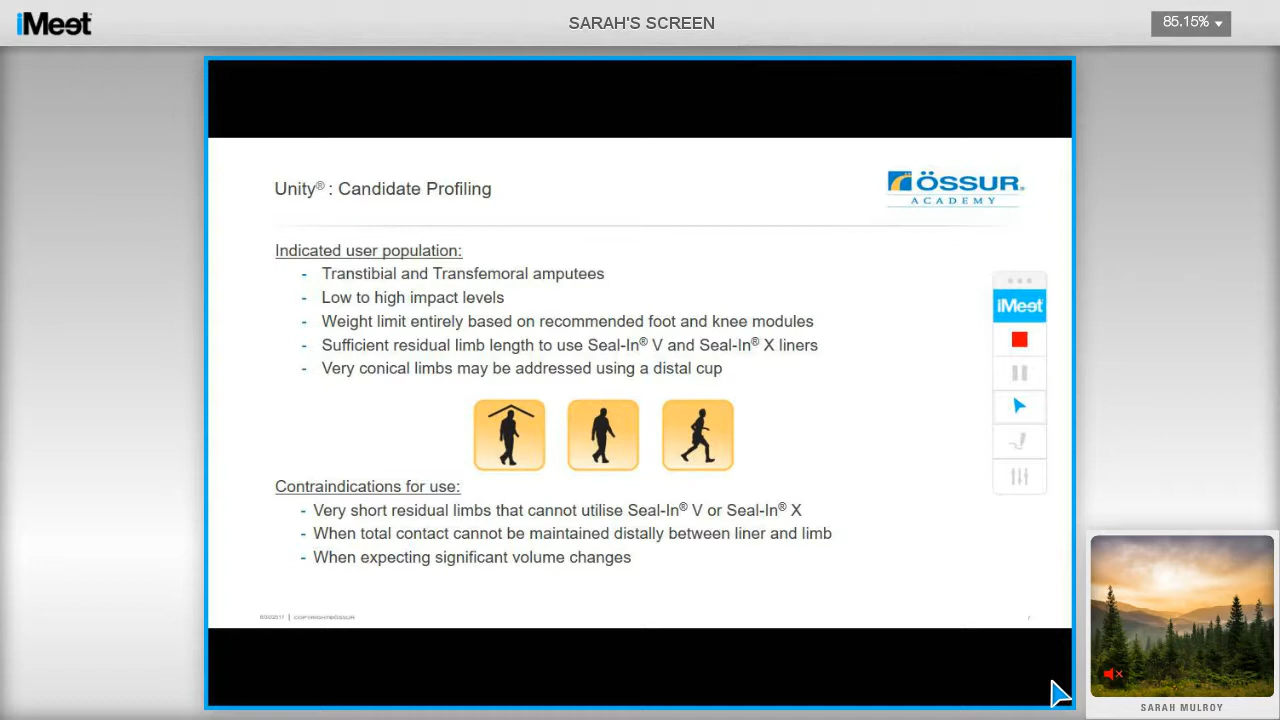 iMeet
SARAH'S SCREEN
85.15%
Unity® : Candidate Profiling
ÖSSUR®
ACADEMY
Indicated user population:
- Transtibial and Transfemoral amputees
- Low to high impact levels
- Weight limit entirely based on recommended foot and knee modules
- Sufficient residual limb length to use Seal-In® V and Seal-In® X liners
- Very conical limbs may be addressed using a distal cup
iMeet
Contraindications for use:
- Very short residual limbs that cannot utilise Seal-In® V or Seal-In® X
- When total contact cannot be maintained distally between liner and limb
- When expecting significant volume changes
COPYRIGHT©ÖSSUR
7
SARAH MULROY